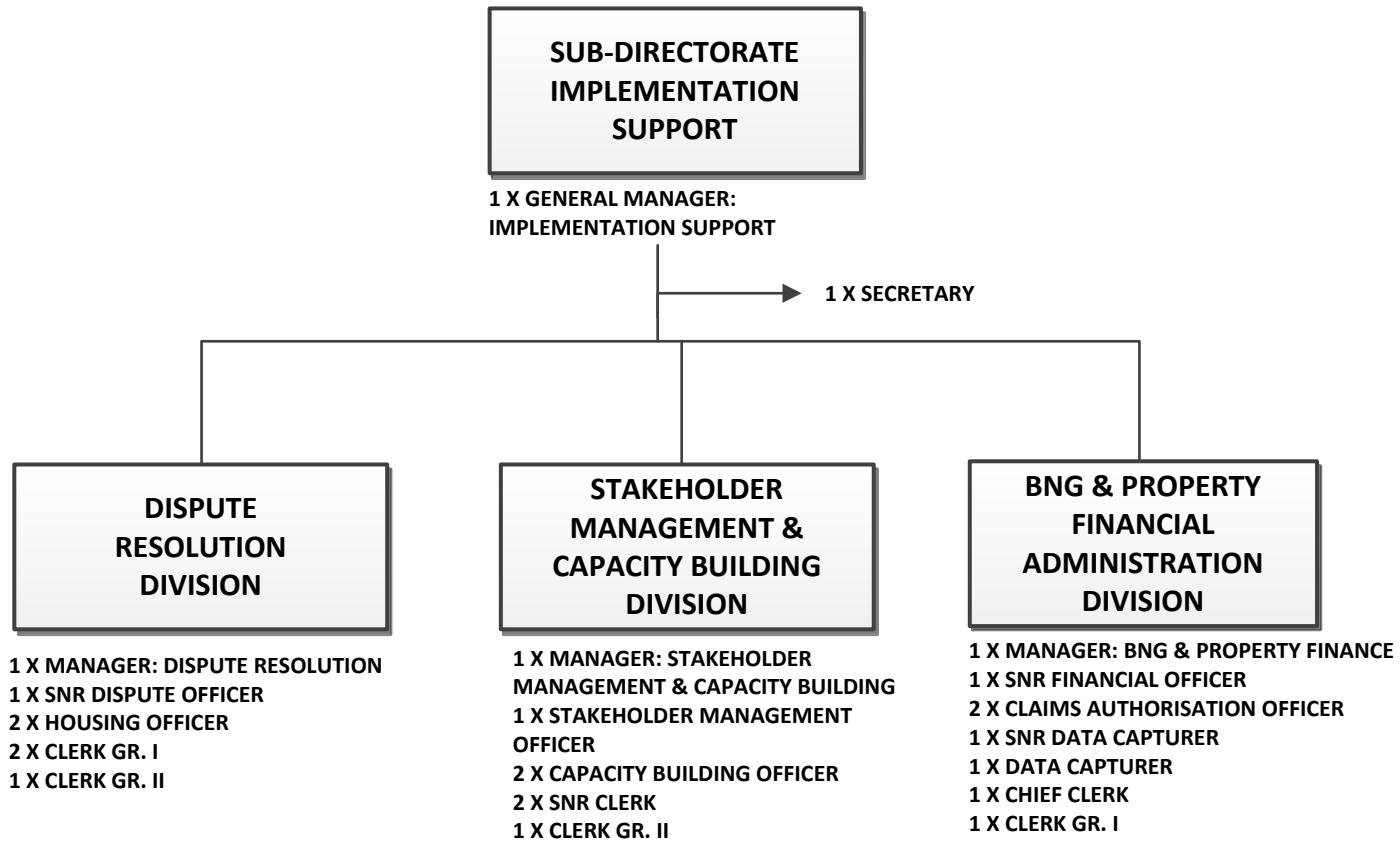 SUB-DIRECTORATE
IMPLEMENTATION
SUPPORT
1 X GENERAL MANAGER:
IMPLEMENTATION SUPPORT
1 X SECRETARY
DISPUTE
RESOLUTION
DIVISION
1 X MANAGER: DISPUTE RESOLUTION
1 X SNR DISPUTE OFFICER
2 X HOUSING OFFICER
2 X CLERK GR. I
1 X CLERK GR. II
STAKEHOLDER
MANAGEMENT &
CAPACITY BUILDING
DIVISION
1 X MANAGER: STAKEHOLDER
MANAGEMENT & CAPACITY BUILDING
1 X STAKEHOLDER MANAGEMENT
OFFICER
2 X CAPACITY BUILDING OFFICER
2 X SNR CLERK
1 X CLERK GR. II
BNG & PROPERTY
FINANCIAL
ADMINISTRATION
DIVISION
1 X MANAGER: BNG & PROPERTY FINANCE
1 X SNR FINANCIAL OFFICER
2 X CLAIMS AUTHORISATION OFFICER
1 X SNR DATA CAPTURER
1 X DATA CAPTURER
1 X CHIEF CLERK
1 X CLERK GR. I